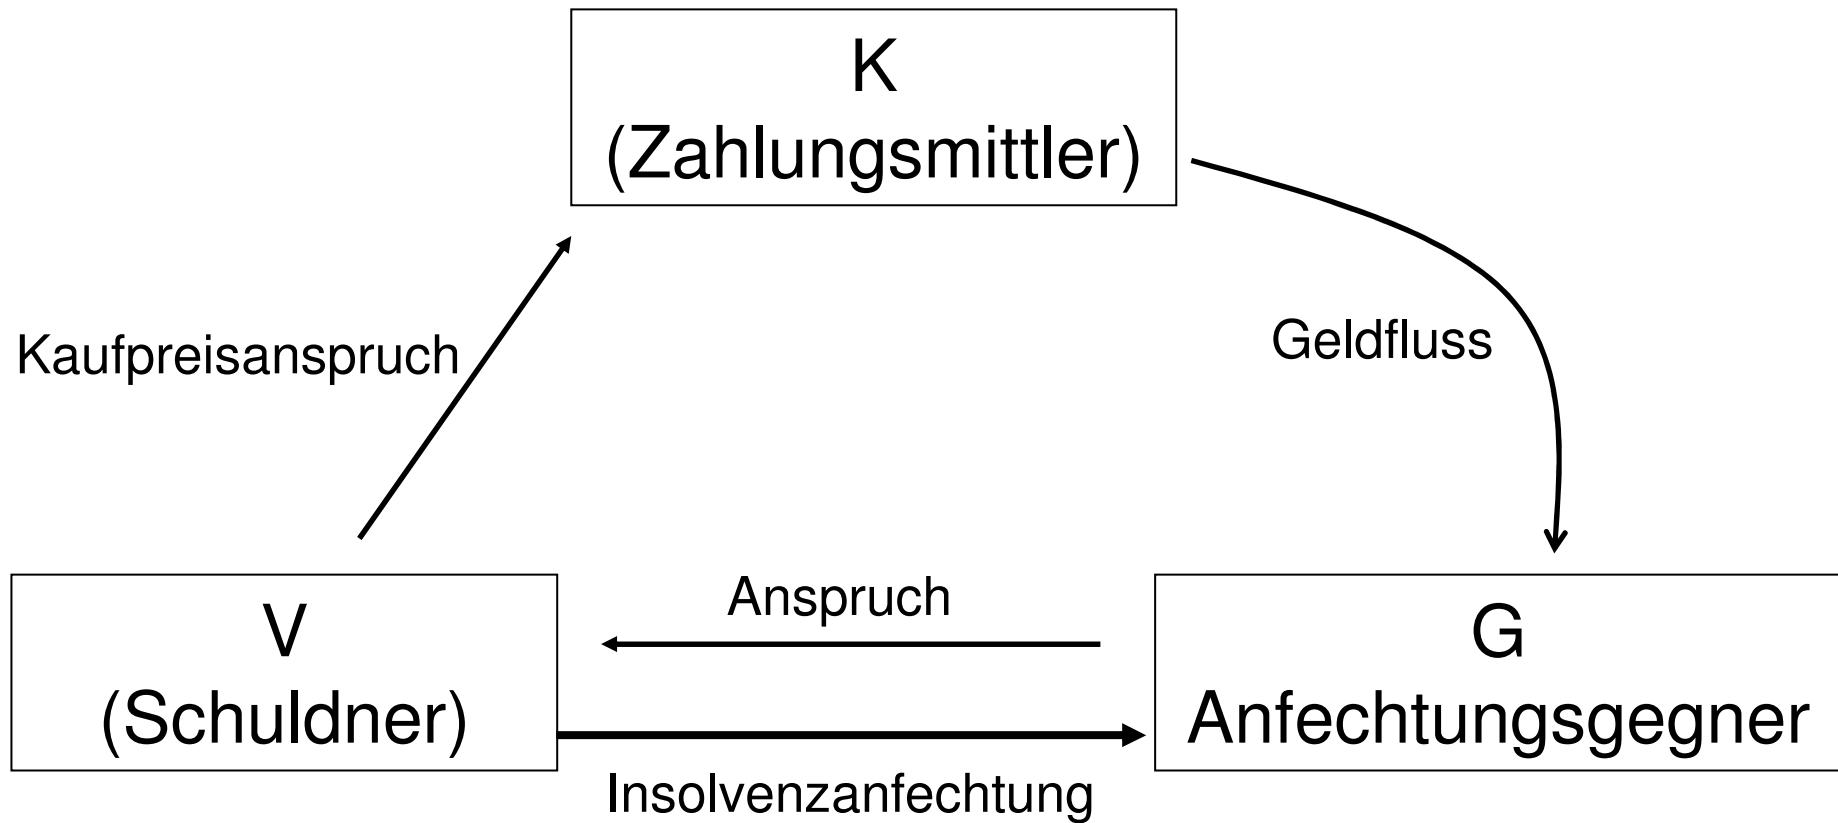 K
(Zahlungsmittler)
Kaufpreisanspruch
Geldfluss
Anspruch
V
(Schuldner)
G
Anfechtungsgegner
Insolvenzanfechtung